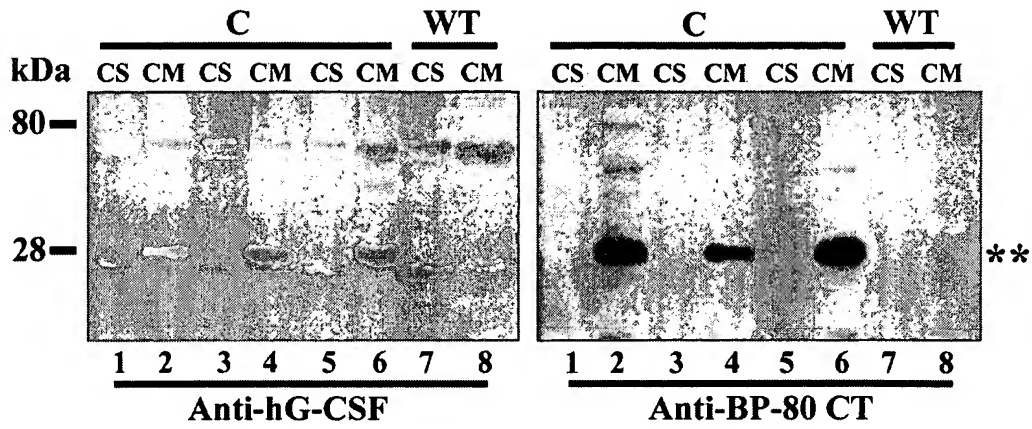 C WT C WT
kDa CS CM CS CM CS CM CS CM CS CM CS CM CS CM CS CM
80
28 **
1 2 3 4 5 6 7 8 1 2 3 4 5 6 7 8
Anti-hG-CSF Anti-BP-80 CT